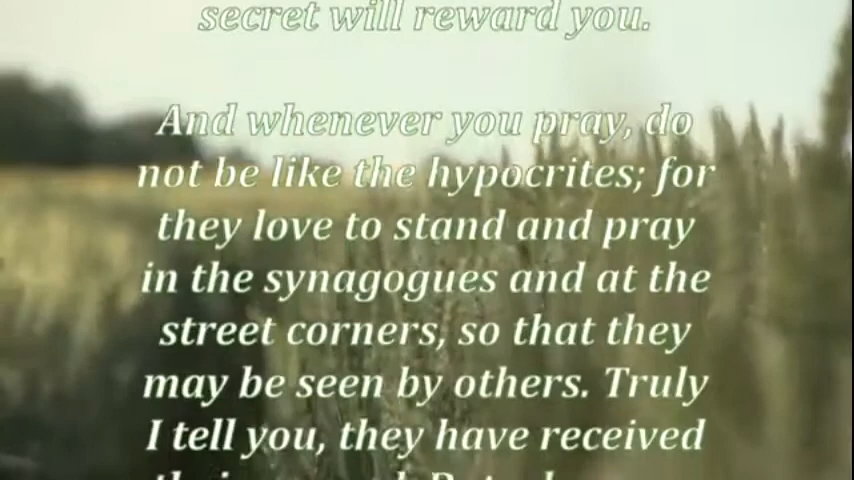 secret will reward you.
And whenever you pray, do
not be like the hypocrites; for
they love to stand and pray
in the synagogues and at the
street corners, so that they
may be seen by others. Truly
I tell you, they have received